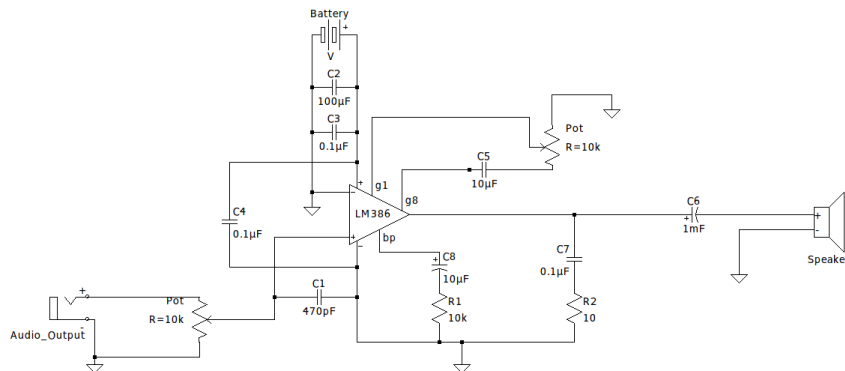 Battery
+
V
C2
100μF
C3
0.1μF
Pot
R=10k
g1
C5
10μF
+
−
g8
LM386
C4
0.1μF
+
−
bp
C6
+
1mF
+
-
Speake
C8
+
10μF
C7
0.1μF
C1
470pF
R1
10k
R2
10
+
Pot
R=10k
-
Audio_Output